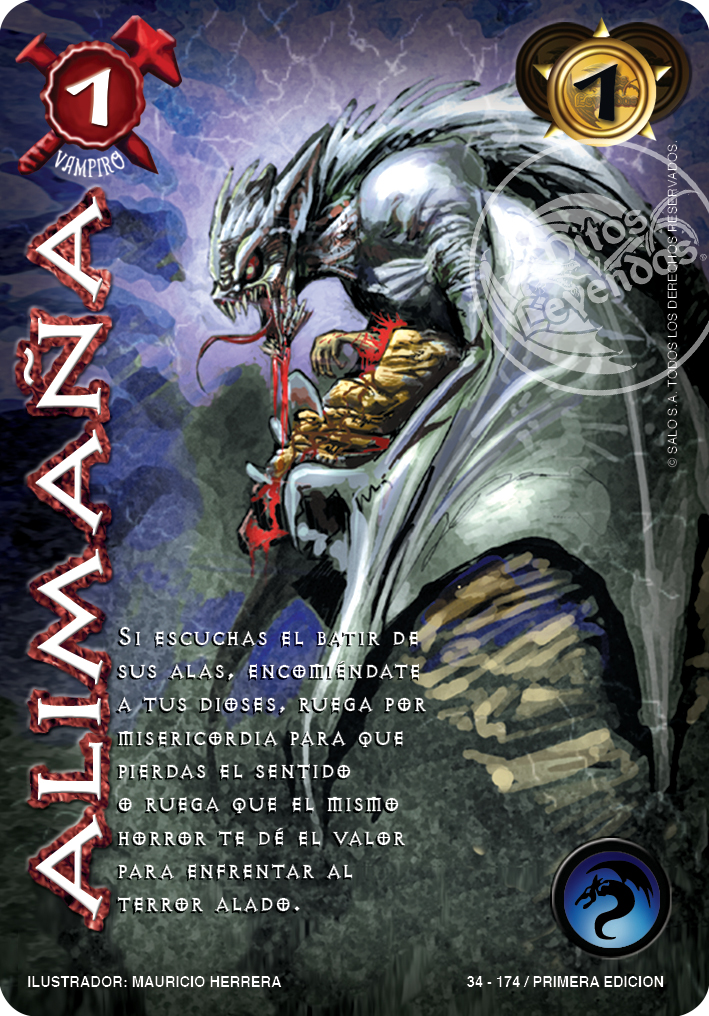 1
VAMPIRO
1
ALIMAÑA
Mitos
Leyendas
®
© SALO S.A. TODOS LOS DERECHOS RESERVADOS.
SI ESCUCHAS EL BATIR DE
SUS ALAS, ENCOMIÉNDATE
A TUS DIOSES, RUEGA POR
MISERICORDIA PARA QUE
PIERDAS EL SENTIDO
O RUEGA QUE EL MISMO
HORROR TE DÉ EL VALOR
PARA ENFRENTAR AL
TERROR ALADO.
ILUSTRADOR: MAURICIO HERRERA
34 - 174 / PRIMERA EDICION